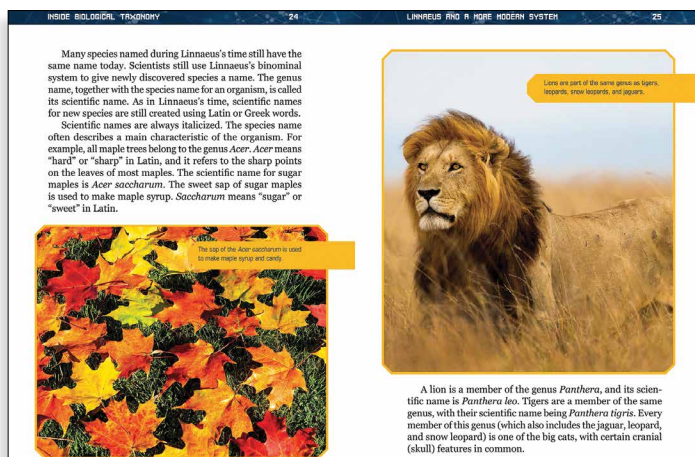 INSIDE BIOLOGICAL TAXONOMY 24
Many species named during Linnaeus's time still have the
same name today. Scientists still use Linnaeus's binominal
system to give newly discovered species a name. The genus
name, together with the species name for an organism, is called
its scientific name. As in Linnaeus's time, scientific names
for new species are still created using Latin or Greek words.
Scientific names are always italicized. The species name
often describes a main characteristic of the organism. For
example, all maple trees belong to the genus Acer. Acer means
“hard” or “sharp” in Latin, and it refers to the sharp points
on the leaves of most maples. The scientific name for sugar
maples is Acer saccharum. The sweet sap of sugar maples
is used to make maple syrup. Saccharum means “sugar” or
“sweet” in Latin.
The sap of the Acer saccharum is used
to make maple syrup and candy.
LINNAEUS AND A MORE MODERN SYSTEM 25
Lions are part of the same genus as tigers,
leopards, snow leopards, and jaguars.
A lion is a member of the genus Panthera, and its scien-
tific name is Panthera leo. Tigers are a member of the same
genus, with their scientific name being Panthera tigris. Every
member of this genus (which also includes the jaguar, leopard,
and snow leopard) is one of the big cats, with certain cranial
(skull) features in common.